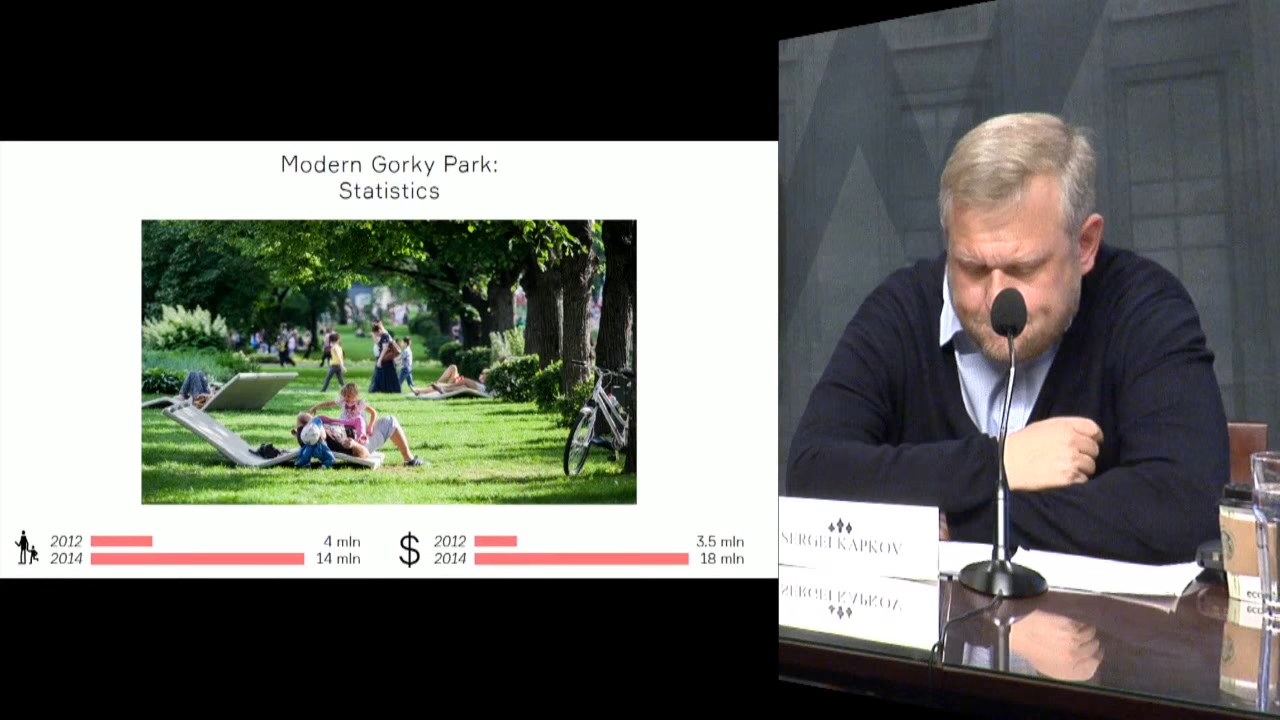 Modern Gorky Park:
Statistics
2012 4 mln
2014 14 mln
$
2012 3.5 mln
2014 18 mln
SERGEI KAPKOV